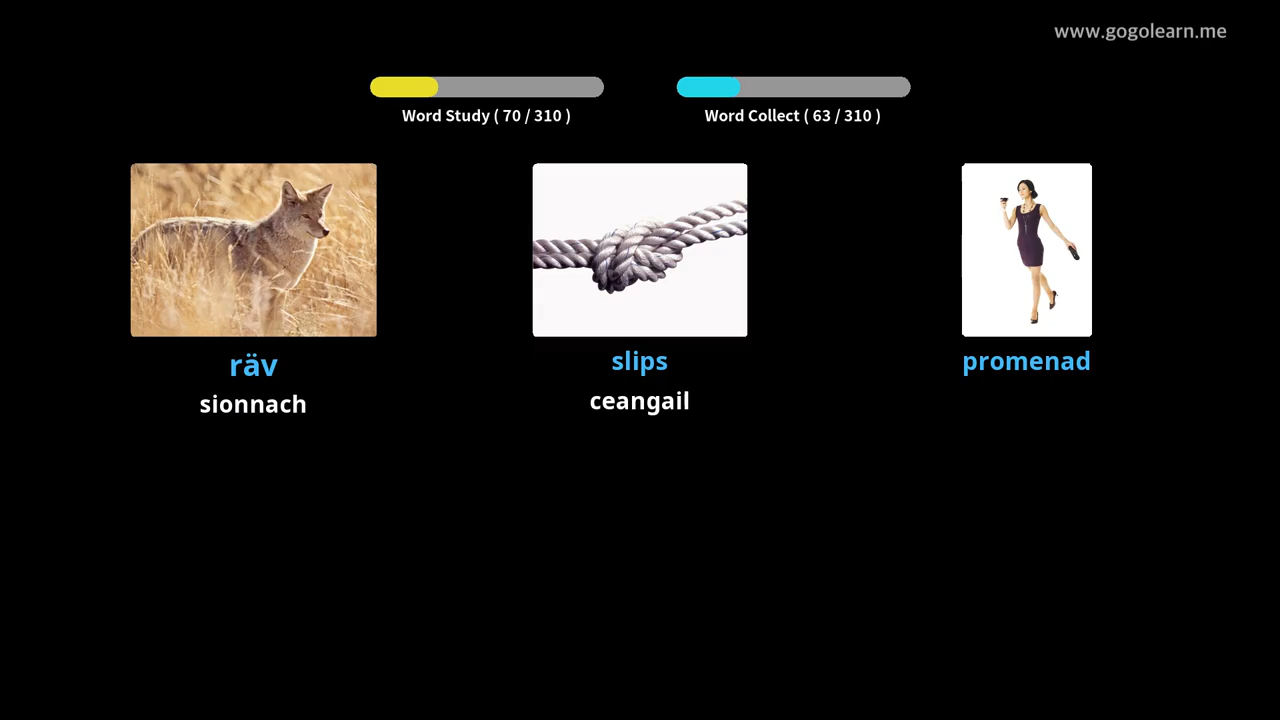 www.gogolearn.me
Word Study ( 70 / 310 )
Word Collect ( 63 / 310 )
räv
slips
promenad
sionnach
ceangail